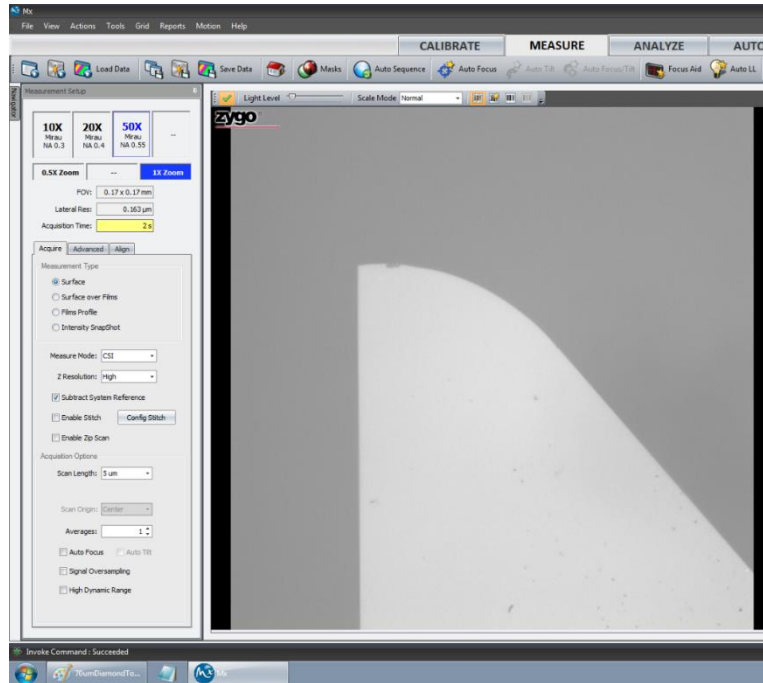 Mx
File View Actions Tools Grid Reports Motion Help
CALIBRATE MEASURE ANALYZE AUTO
Load Data Save Data Masks Auto Sequence Auto Focus Auto Tilt Auto Focus/Tilt Focus Aid Auto LL
Navigator
Measurement Setup
Light Level Scale Mode Normal
zygo
10X 20X 50X --
Mirau Mirau Mirau
NA 0.3 NA 0.4 NA 0.55
0.5X Zoom -- 1X Zoom
FOV: 0.17 x 0.17 mm
Lateral Res: 0.163 µm
Acquisition Time: 2 s
Acquire Advanced Align
Measurement Type
Surface
Surface over Films
Films Profile
Intensity SnapShot
Measure Mode: CSI
Z Resolution: High
Subtract System Reference
Enable Stitch Config Stitch
Enable Zip Scan
Acquisition Options
Scan Length: 5 um
Scan Origin: Center
Averages: 1
Auto Focus Auto Tilt
Signal Oversampling
High Dynamic Range
Invoke Command : Succeeded
70umDiamondTo... Mx Mx